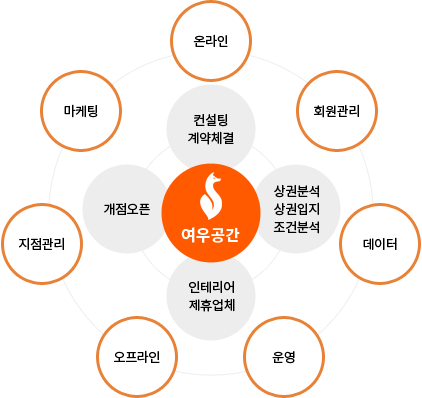 온라인
마케팅
회원관리
컨설팅
계약체결
개점오픈
상권분석
상권입지
조건분석
여우공간
지점관리
데이터
인테리어
제휴업체
오프라인
운영